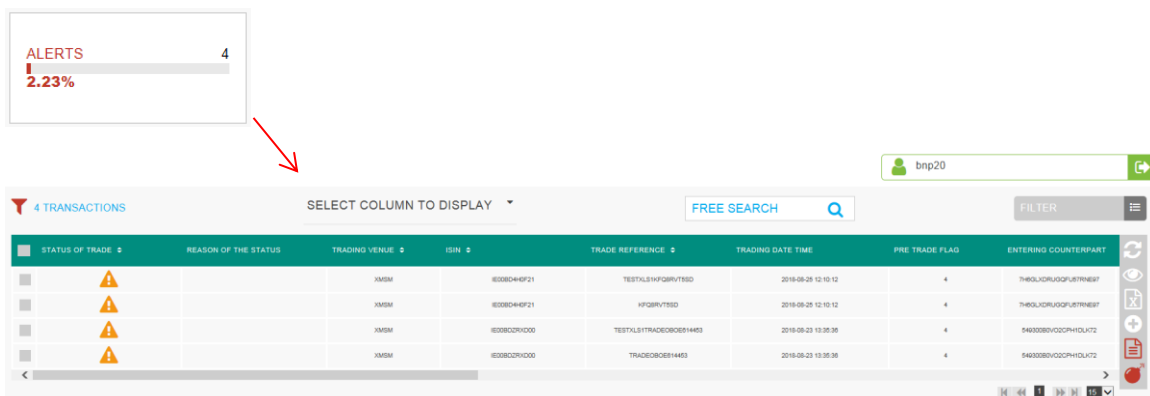 ALERTS 4
2.23%
bnp20
4 TRANSACTIONS SELECT COLUMN TO DISPLAY FREE SEARCH FILTER
STATUS OF TRADE REASON OF THE STATUS TRADING VENUE ISIN TRADE REFERENCE TRADING DATE TIME PRE TRADE FLAG ENTERING COUNTERPART
XMSM IE00BD4H0F21 TESTXLS1KFQ8RVT5SD 2018-08-25 12:10:12 4
XMSM IE00BD4H0F21 KFQ8RVT5SD 2018-08-25 12:10:12 4
XMSM IE00BDZRXD00 TESTXLS1TRADEOBOE614453 2018-08-23 13:35:36 4
XMSM IE00BDZRXD00 TRADEOBOE614453 2018-08-23 13:35:36 4
1 15